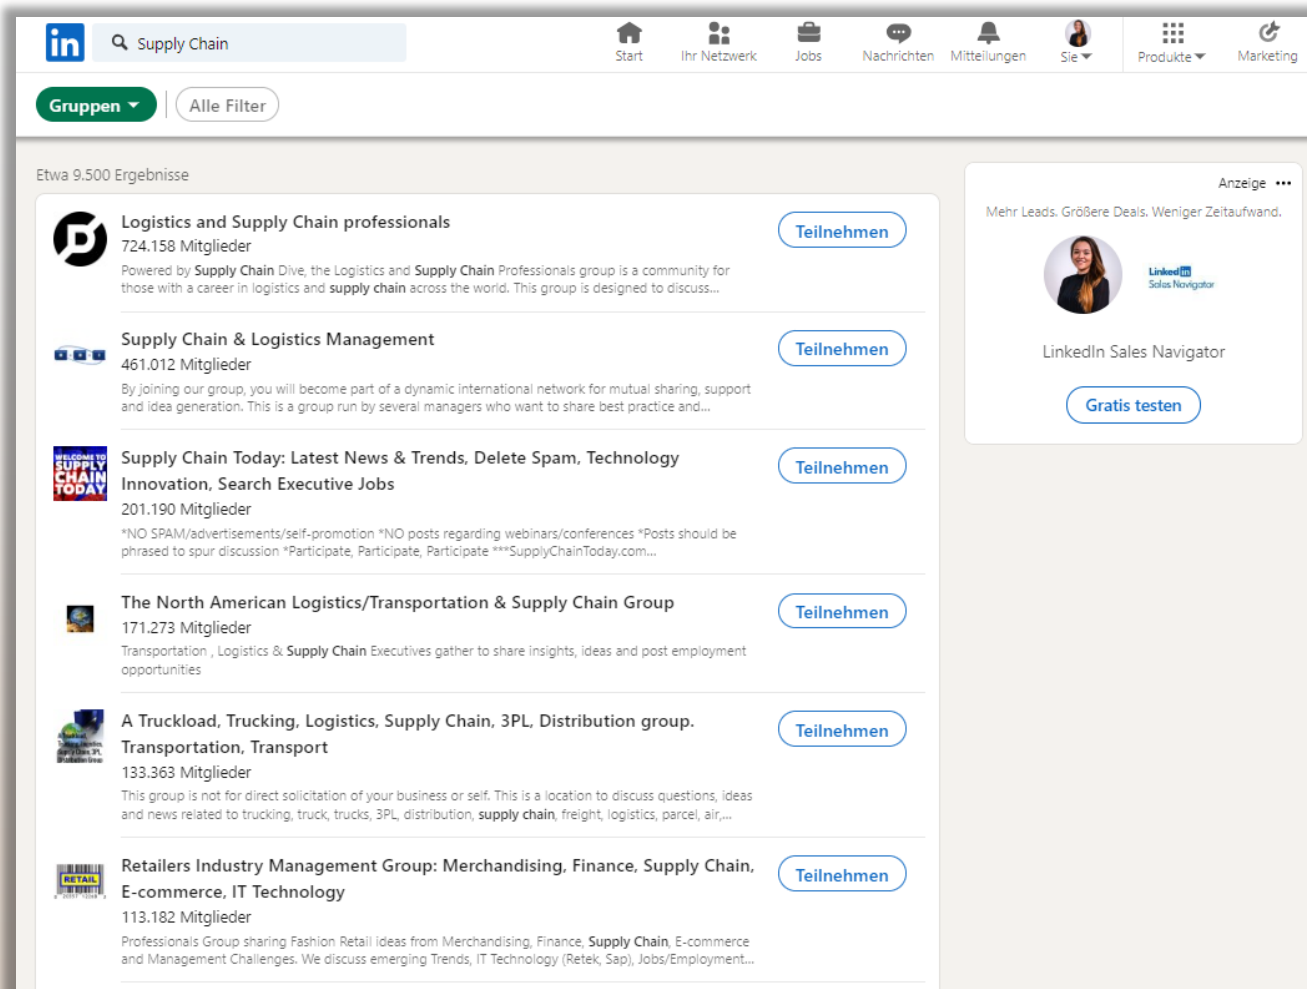 in Supply Chain Start Ihr Netzwerk Jobs Nachrichten Mitteilungen Sie Produkte Marketing
Gruppen Alle Filter
Etwa 9.500 Ergebnisse
Logistics and Supply Chain professionals
724.158 Mitglieder
Powered by Supply Chain Dive, the Logistics and Supply Chain Professionals group is a community for
those with a career in logistics and supply chain across the world. This group is designed to discuss...
Teilnehmen
Supply Chain & Logistics Management
461.012 Mitglieder
By joining our group, you will become part of a dynamic international network for mutual sharing, support
and idea generation. This is a group run by several managers who want to share best practice and...
Teilnehmen
WELCOME TO
SUPPLY
CHAIN
TODAY
Supply Chain Today: Latest News & Trends, Delete Spam, Technology
Innovation, Search Executive Jobs
201.190 Mitglieder
*NO SPAM/advertisements/self-promotion *NO posts regarding webinars/conferences *Posts should be
phrased to spur discussion *Participate, Participate, Participate ***SupplyChainToday.com...
Teilnehmen
The North American Logistics/Transportation & Supply Chain Group
171.273 Mitglieder
Transportation , Logistics & Supply Chain Executives gather to share insights, ideas and post employment
opportunities
Teilnehmen
A Truckload, Trucking, Logistics, Supply Chain, 3PL, Distribution group.
Transportation, Transport
133.363 Mitglieder
This group is not for direct solicitation of your business or self. This is a location to discuss questions, ideas
and news related to trucking, truck, trucks, 3PL, distribution, supply chain, freight, logistics, parcel, air,...
Teilnehmen
RETAIL
Retailers Industry Management Group: Merchandising, Finance, Supply Chain,
E-commerce, IT Technology
113.182 Mitglieder
Professionals Group sharing Fashion Retail ideas from Merchandising, Finance, Supply Chain, E-commerce
and Management Challenges. We discuss emerging Trends, IT Technology (Retek, Sap), Jobs/Employment...
Teilnehmen
Anzeige
Mehr Leads. Größere Deals. Weniger Zeitaufwand.
Linked in
Sales Navigator
LinkedIn Sales Navigator
Gratis testen